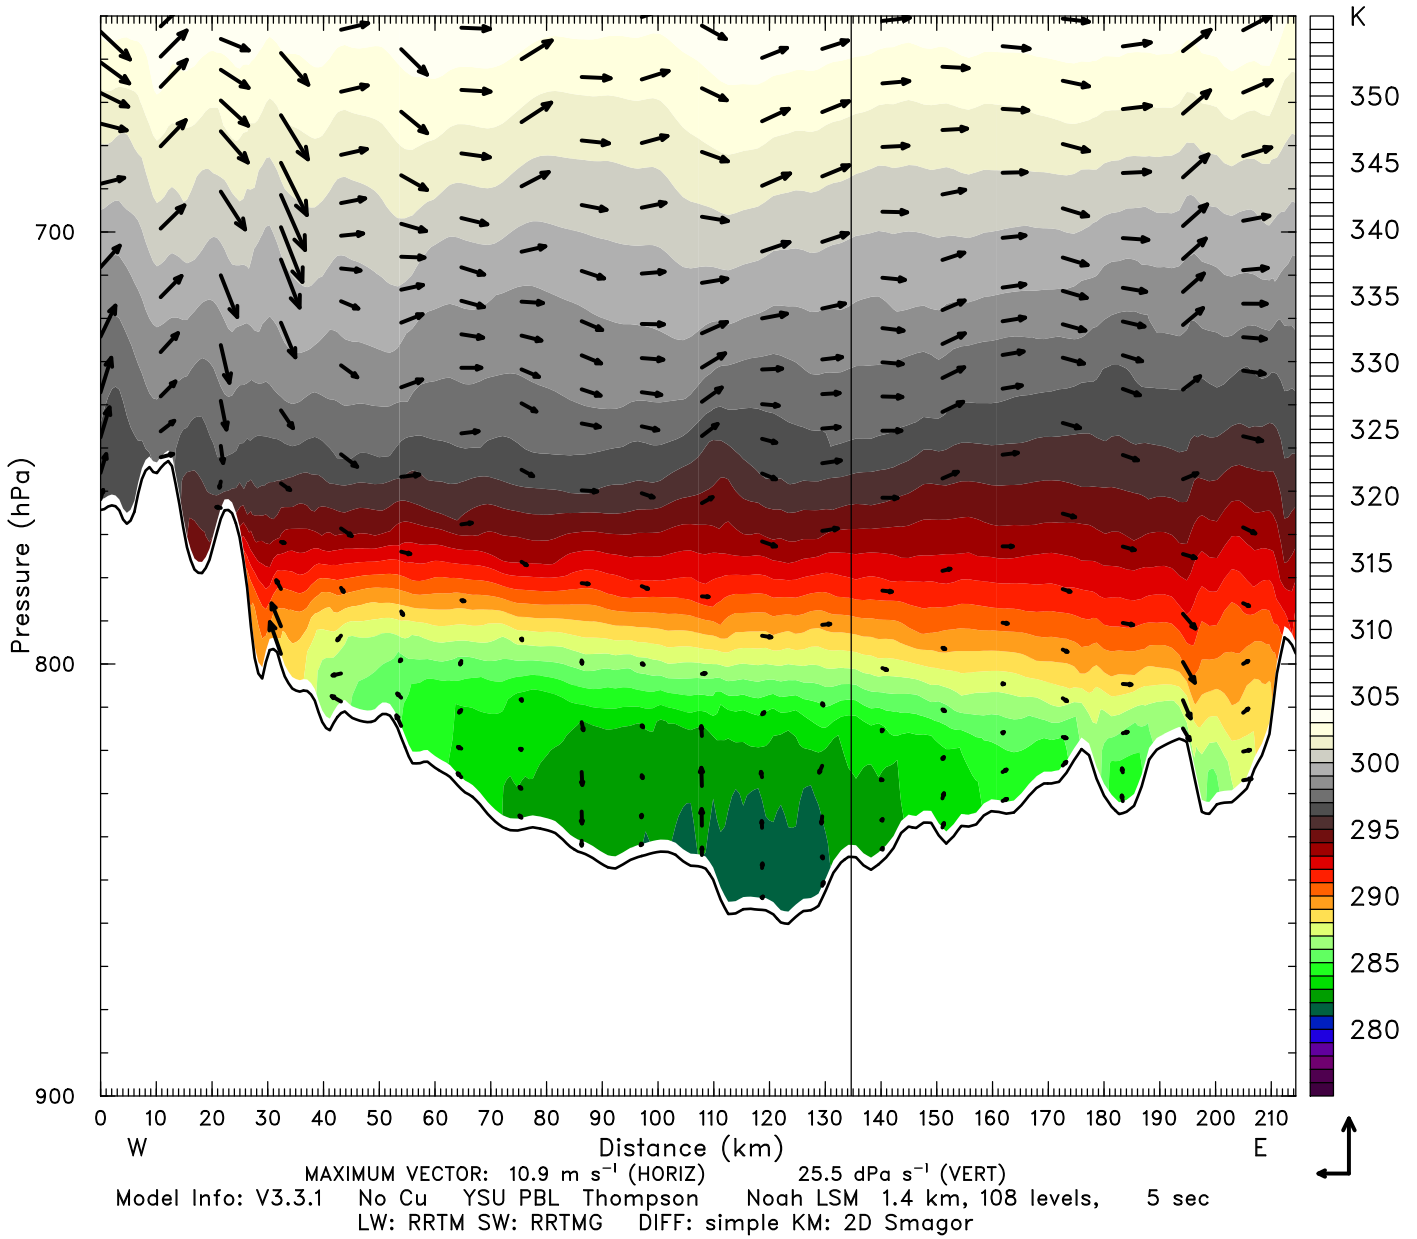 K
350
345
700
340
335
330
325
Pressure (hPa)
320
315
310
800
305
300
295
290
285
280
900
0 10 20 30 40 50 60 70 80 90 100 110 120 130 140 150 160 170 180 190 200 210
W Distance (km) E
MAXIMUM VECTOR: 10.9 m s⁻¹ (HORIZ) 25.5 dPa s⁻¹ (VERT)
Model Info: V3.3.1 No Cu YSU PBL Thompson Noah LSM 1.4 km, 108 levels, 5 sec
LW: RRTM SW: RRTMG DIFF: simple KM: 2D Smagor